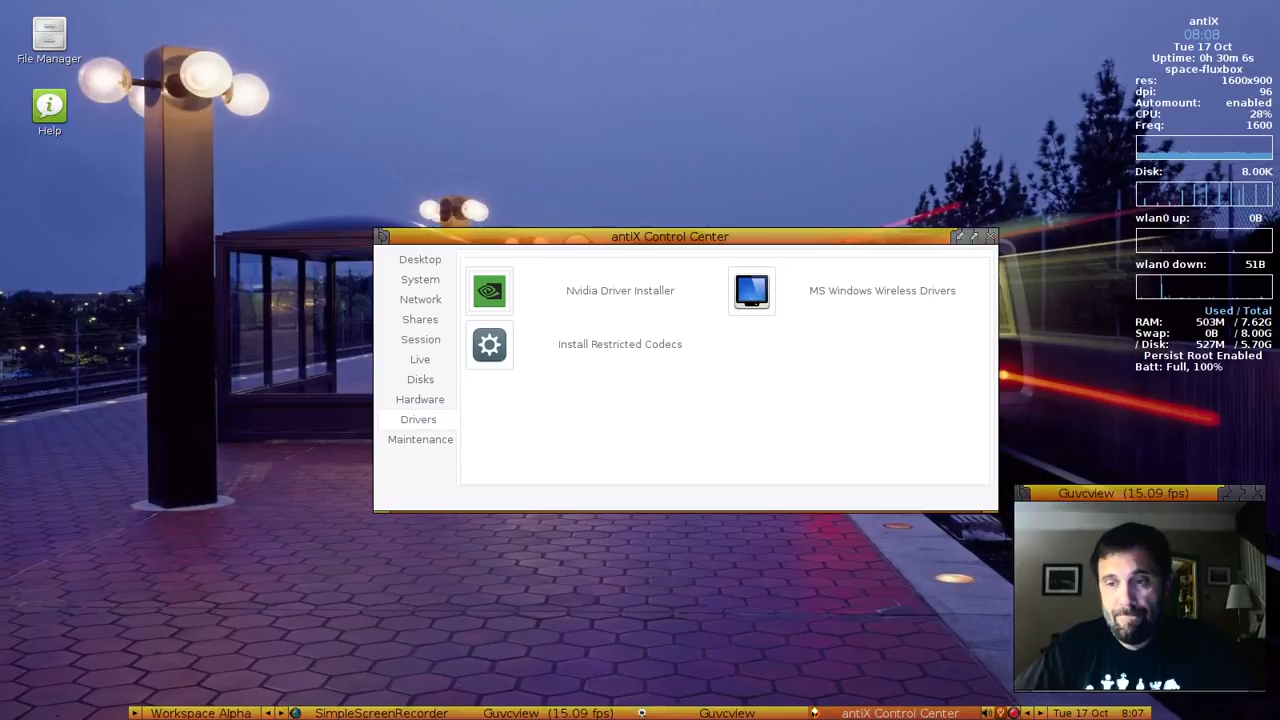 File Manager
Help
antiX
08:08
Tue 17 Oct
Uptime: 0h 30m 6s
space-fluxbox
res: 1600x900
dpi: 96
Automount: enabled
CPU: 28%
Freq: 1600
Disk: 8.00K
wlan0 up: 0B
wlan0 down: 51B
Used / Total
RAM: 503M / 7.62G
Swap: 0B / 8.00G
/ Disk: 527M / 5.70G
Persist Root Enabled
Batt: Full, 100%
antiX Control Center
Desktop
System
Network
Shares
Session
Live
Disks
Hardware
Drivers
Maintenance
Nvidia Driver Installer
MS Windows Wireless Drivers
Install Restricted Codecs
Guvcview (15.09 fps)
Workspace Alpha
SimpleScreenRecorder
Guvcview (15.09 fps)
Guvcview
antiX Control Center
Tue 17 Oct 8:07